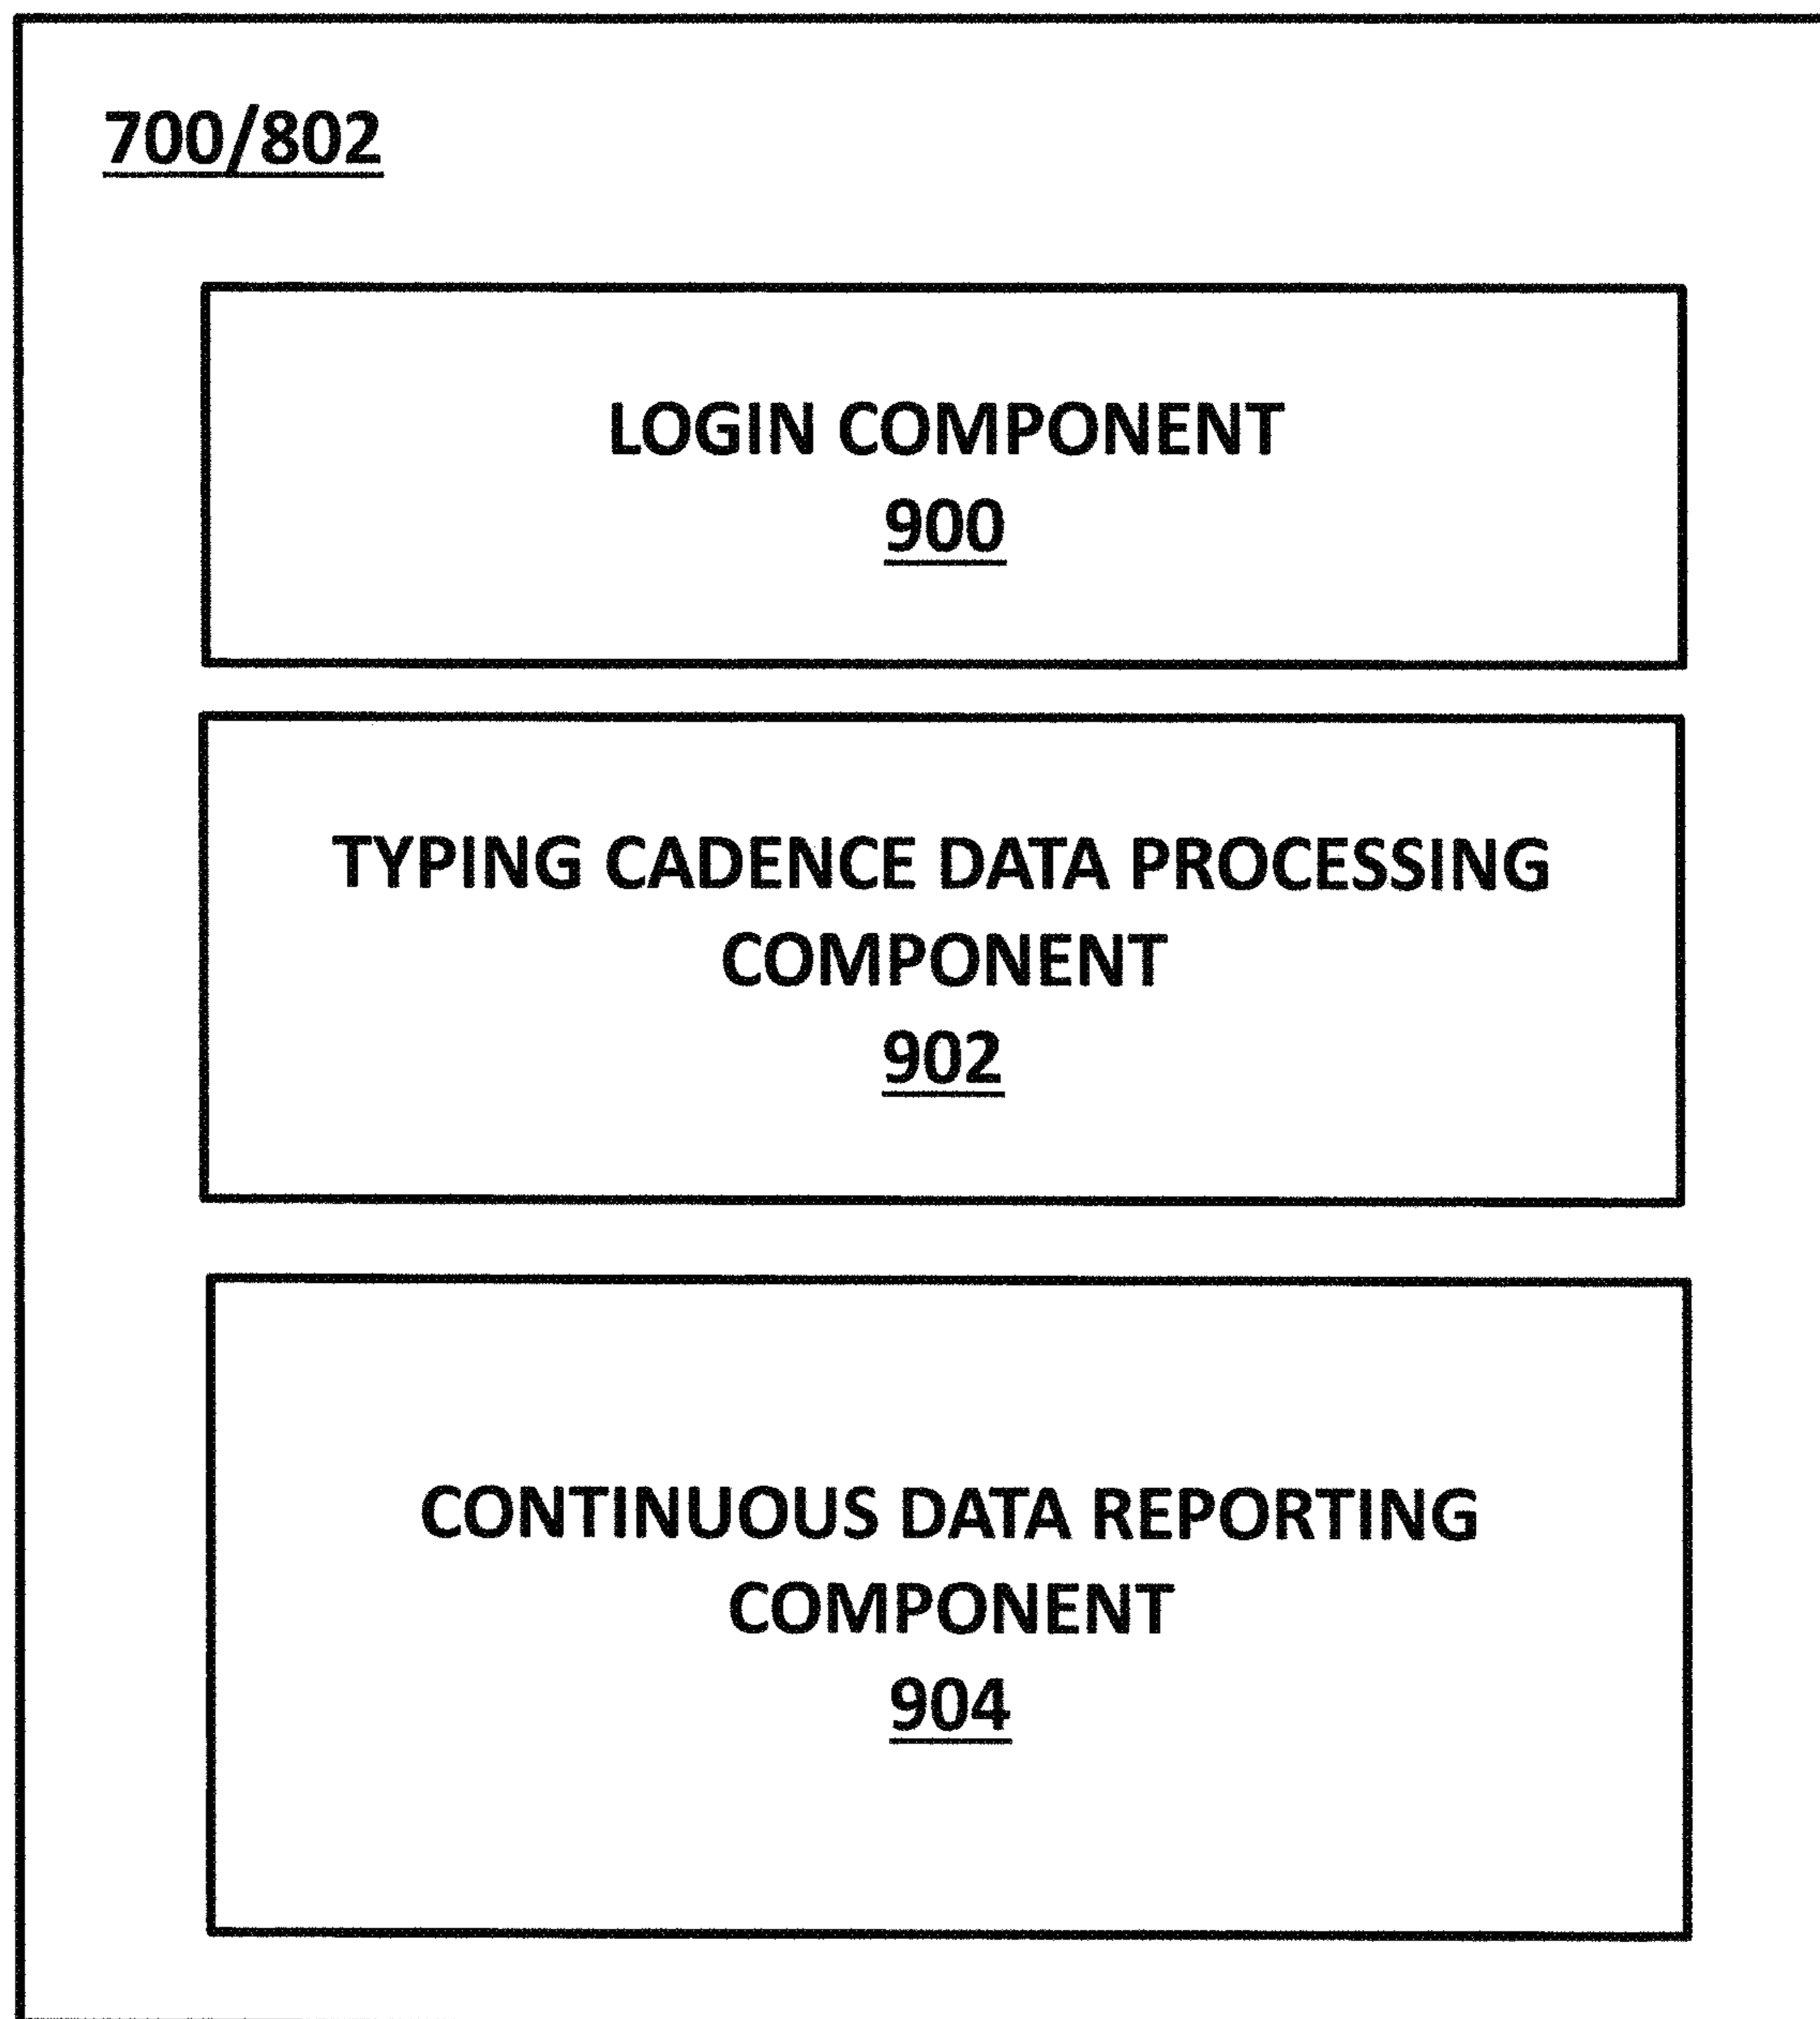 700/802
LOGIN COMPONENT
900
TYPING CADENCE DATA PROCESSING
COMPONENT
902
CONTINUOUS DATA REPORTING
COMPONENT
904